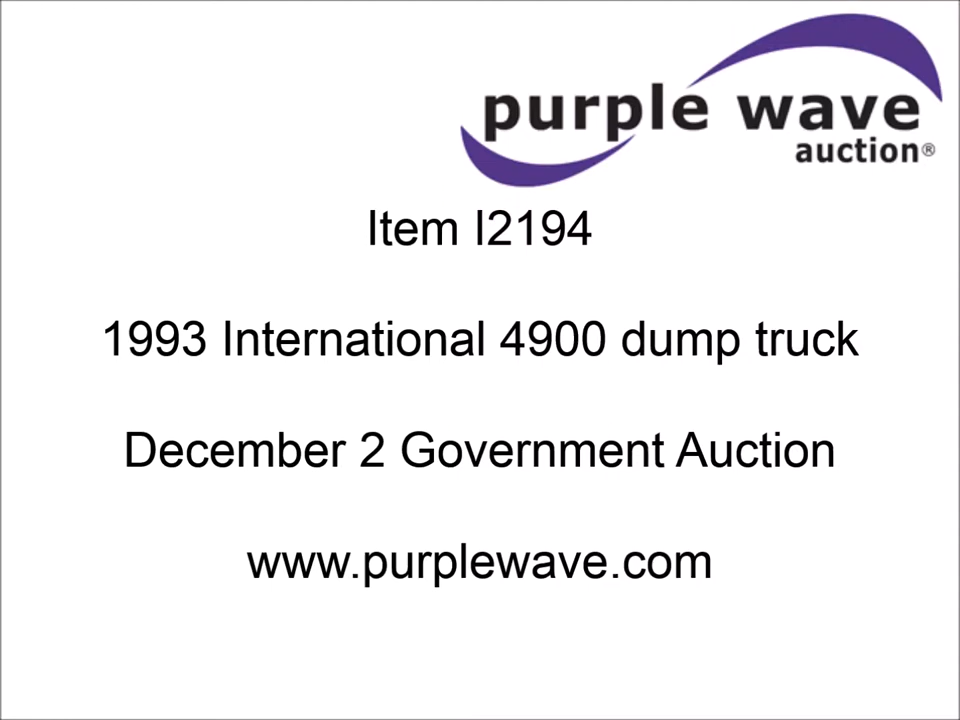 purple wave
auction®
Item I2194
1993 International 4900 dump truck
December 2 Government Auction
www.purplewave.com